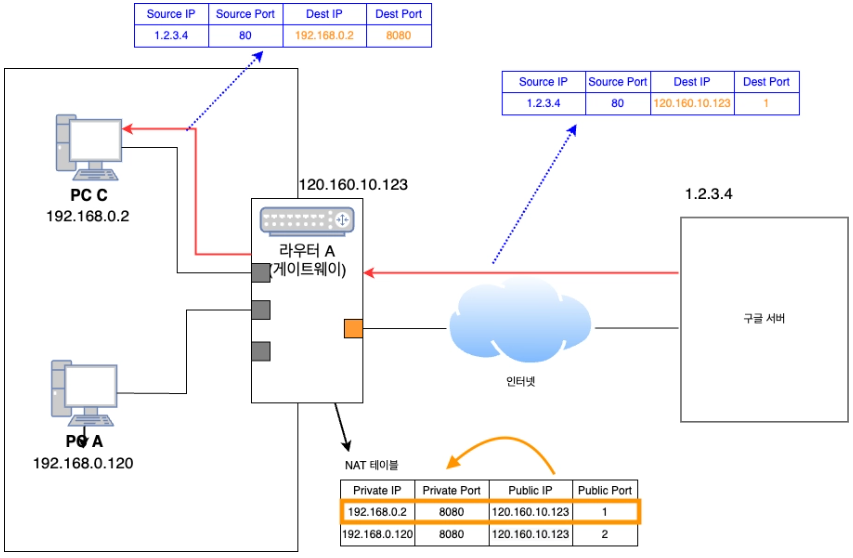 Source IP Source Port Dest IP Dest Port
1.2.3.4 80 192.168.0.2 8080
Source IP Source Port Dest IP Dest Port
1.2.3.4 80 120.160.10.123 1
PC C
192.168.0.2
120.160.10.123
라우터 A
(게이트웨이)
1.2.3.4
구글 서버
인터넷
PC A
192.168.0.120
NAT 테이블
Private IP Private Port Public IP Public Port
192.168.0.2 8080 120.160.10.123 1
192.168.0.120 8080 120.160.10.123 2